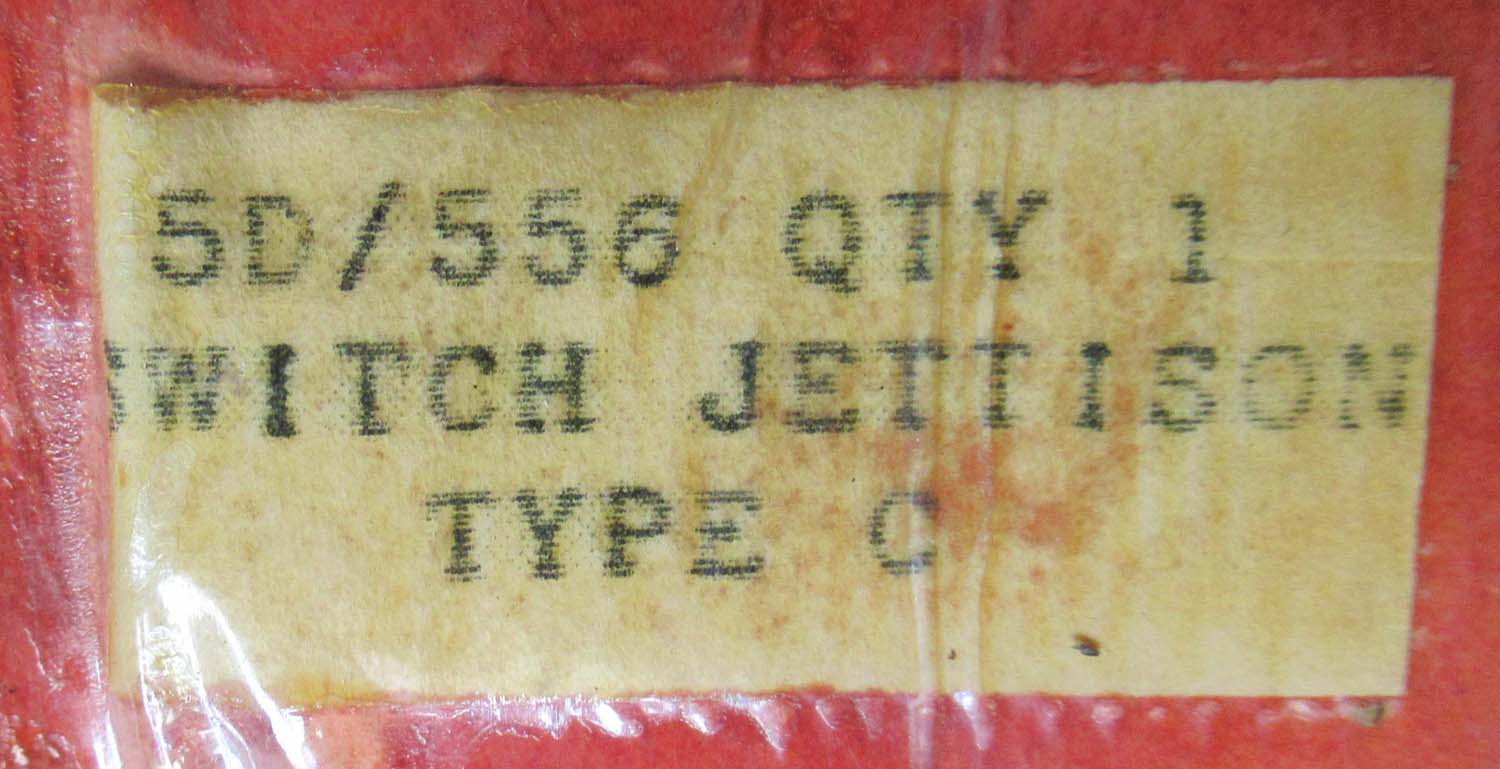 5D/556 QTY 1
SWITCH JETTISON
TYPE C